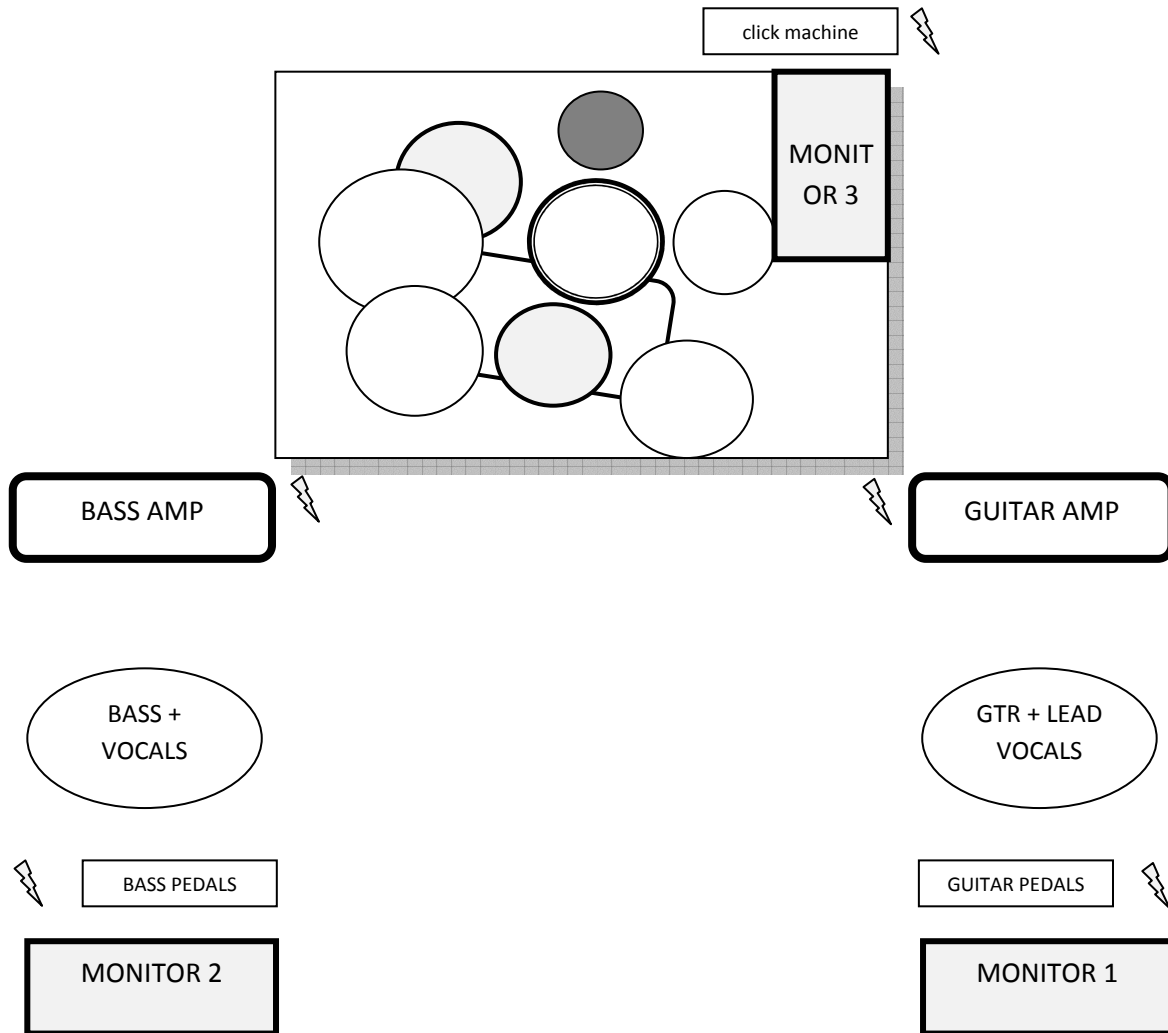 click machine
MONIT
OR 3
BASS AMP
GUITAR AMP
BASS +
VOCALS
GTR + LEAD
VOCALS
BASS PEDALS
GUITAR PEDALS
MONITOR 2
MONITOR 1